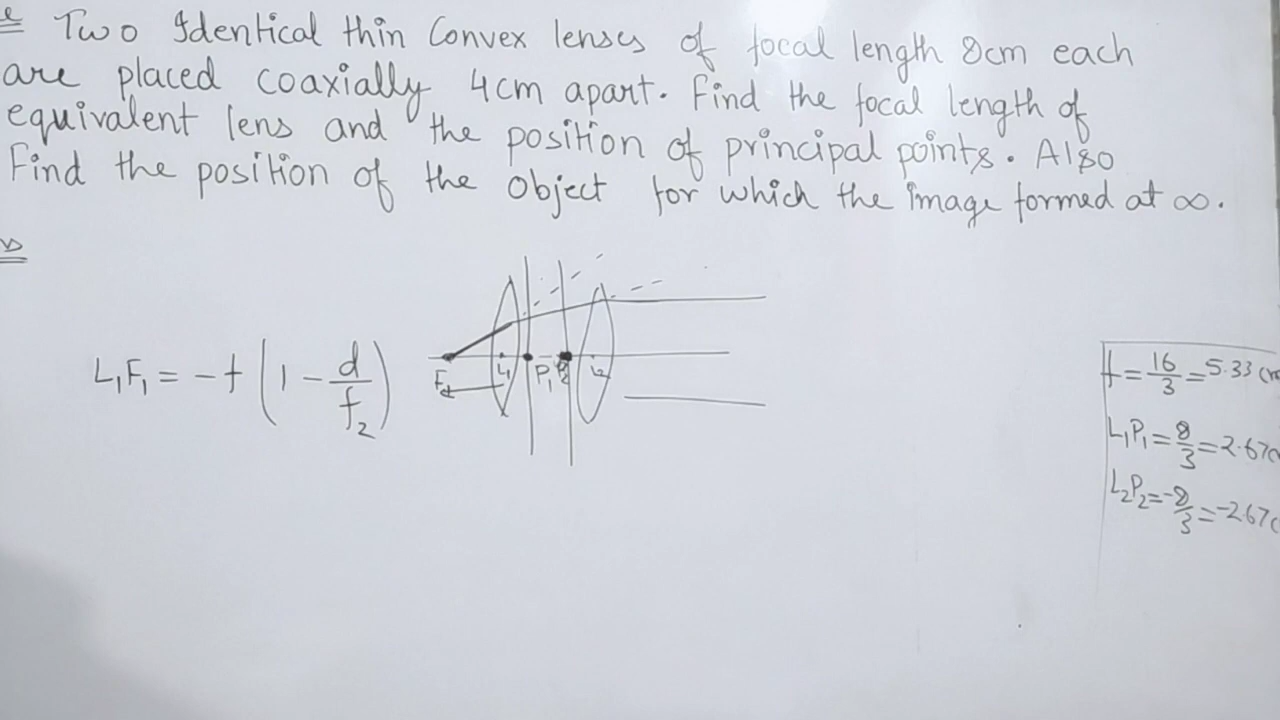 Two Identical thin Convex lenses of focal length 8cm each
are placed coaxially 4cm apart. Find the focal length of
equivalent lens and the position of principal points. Also
Find the position of the Object for which the image formed at ∞.
L₁F₁ = -f (1 - d/f₂)
F₁ L₁ P₁ P₂ L₂
f = 16/3 = 5.33 cm
L₁P₁ = 8/3 = 2.67c
L₂P₂ = -8/3 = -2.67c